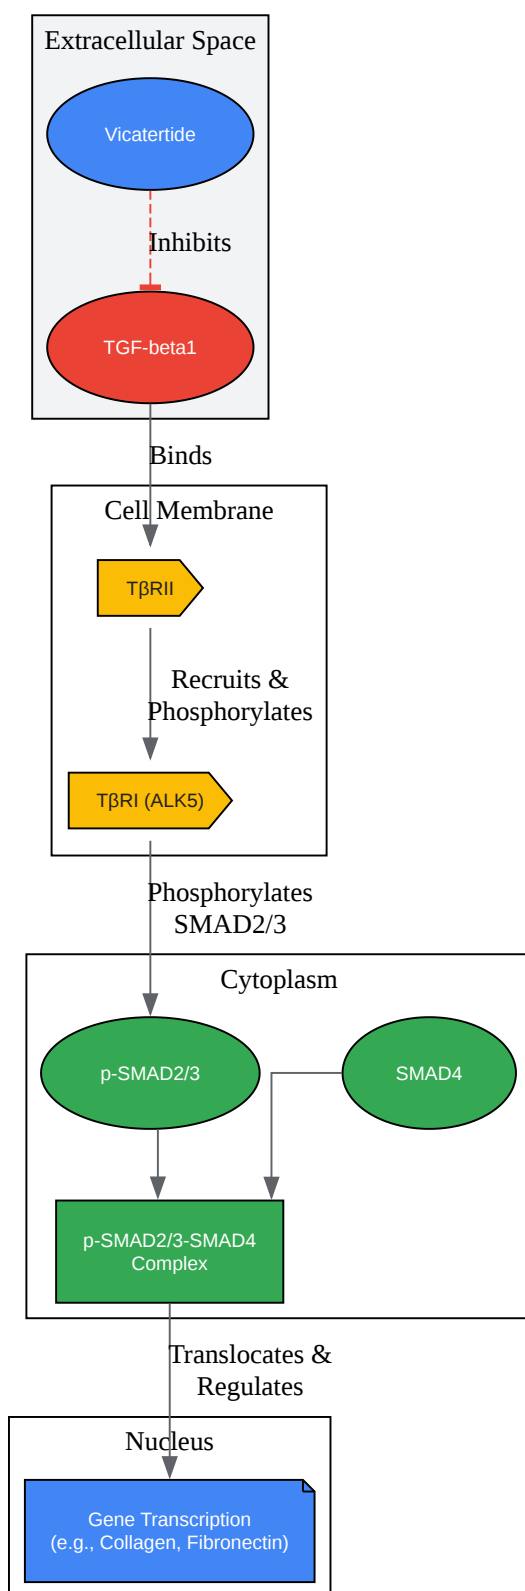 Extracellular Space
Vicatertide
Inhibits
TGF-beta1
Binds
Cell Membrane
TβRII
Recruits &
Phosphorylates
TβRI (ALK5)
Phosphorylates
SMAD2/3
Cytoplasm
p-SMAD2/3
SMAD4
p-SMAD2/3-SMAD4
Complex
Translocates &
Regulates
Nucleus
Gene Transcription
(e.g., Collagen, Fibronectin)